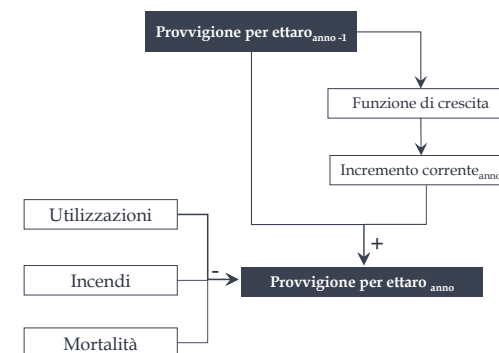 Provvigione per ettaro anno -1
Funzione di crescita
Incremento corrente anno
Utilizzazioni
+
-
Incendi
Provvigione per ettaro anno
Mortalità